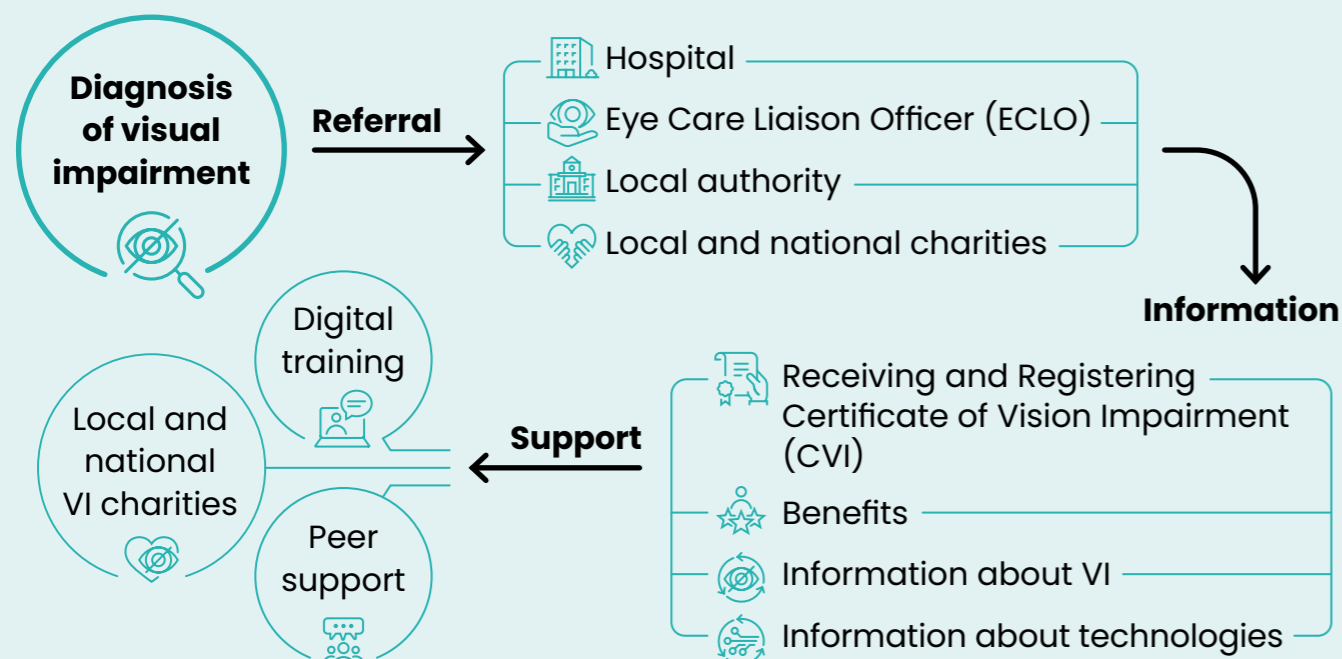 Diagnosis
of visual
impairment
Referral
Hospital
Eye Care Liaison Officer (ECLO)
Local authority
Local and national charities
Information
Receiving and Registering
Certificate of Vision Impairment
(CVI)
Benefits
Information about VI
Information about technologies
Support
Digital
training
Local and
national
VI charities
Peer
support